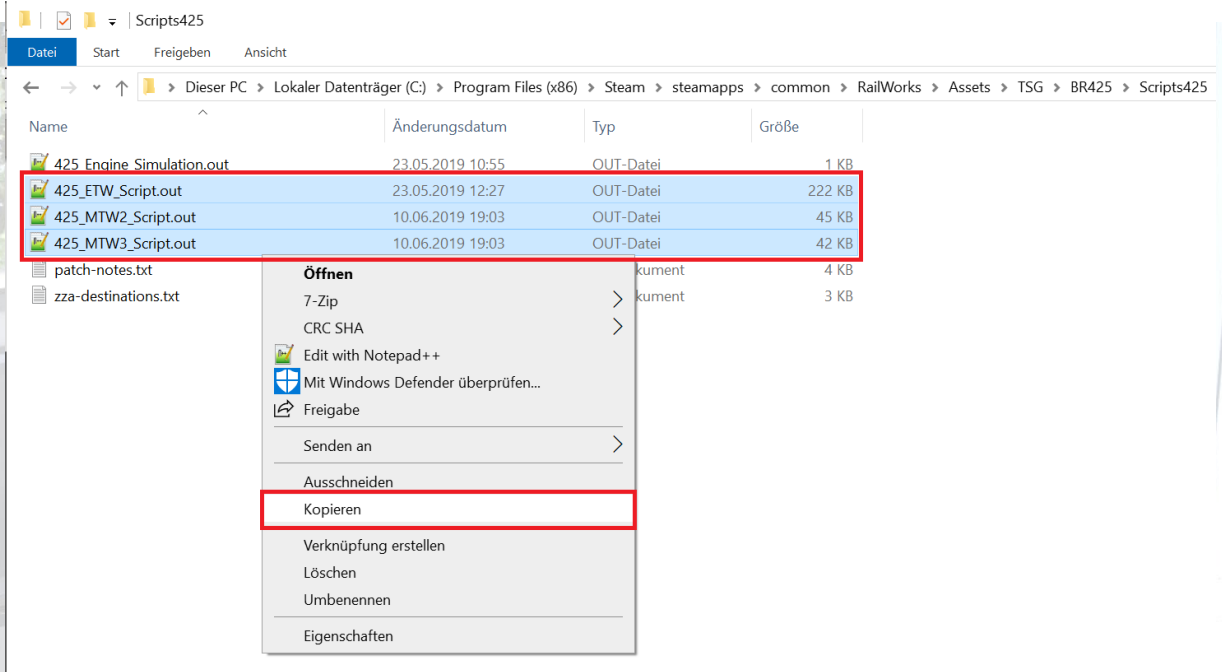 Scripts425
Datei Start Freigeben Ansicht
Dieser PC > Lokaler Datenträger (C:) > Program Files (x86) > Steam > steamapps > common > RailWorks > Assets > TSG > BR425 > Scripts425
Name Änderungsdatum Typ Größe
425_Engine_Simulation.out 23.05.2019 10:55 OUT-Datei 1 KB
425_ETW_Script.out 23.05.2019 12:27 OUT-Datei 222 KB
425_MTW2_Script.out 10.06.2019 19:03 OUT-Datei 45 KB
425_MTW3_Script.out 10.06.2019 19:03 OUT-Datei 42 KB
patch-notes.txt kument 4 KB
zza-destinations.txt kument 3 KB
Öffnen
7-Zip
CRC SHA
Edit with Notepad++
Mit Windows Defender überprüfen...
Freigabe
Senden an
Ausschneiden
Kopieren
Verknüpfung erstellen
Löschen
Umbenennen
Eigenschaften